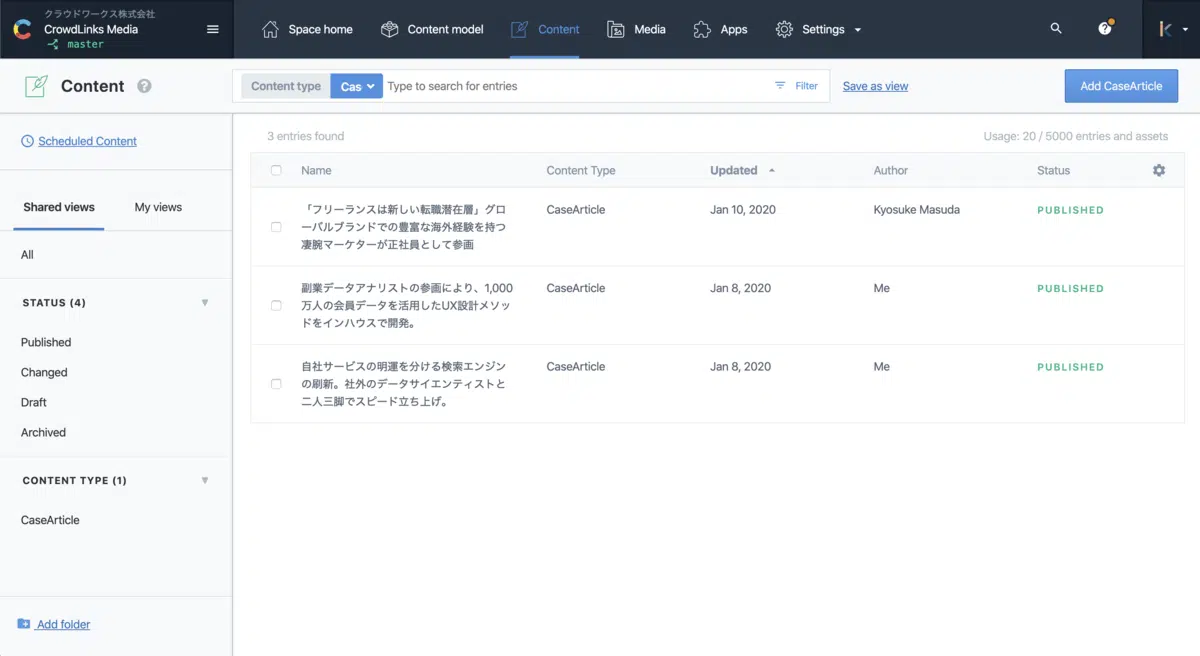 クラウドワークス株式会社
CrowdLinks Media
master
Space home
Content model
Content
Media
Apps
Settings
Content
Content type
Cas
Type to search for entries
Filter
Save as view
Add CaseArticle
Scheduled Content
Shared views
My views
All
STATUS (4)
Published
Changed
Draft
Archived
CONTENT TYPE (1)
CaseArticle
Add folder
3 entries found
Usage: 20 / 5000 entries and assets
Name
Content Type
Updated
Author
Status
「フリーランスは新しい転職潜在層」グロ
ーバルブランドでの豊富な海外経験を持つ
凄腕マーケターが正社員として参画
CaseArticle
Jan 10, 2020
Kyosuke Masuda
PUBLISHED
副業データアナリストの参画により、1,000
万人の会員データを活用したUX設計メソッ
ドをインハウスで開発。
CaseArticle
Jan 8, 2020
Me
PUBLISHED
自社サービスの明運を分ける検索エンジン
の刷新。社外のデータサイエンティストと
二人三脚でスピード立ち上げ。
CaseArticle
Jan 8, 2020
Me
PUBLISHED